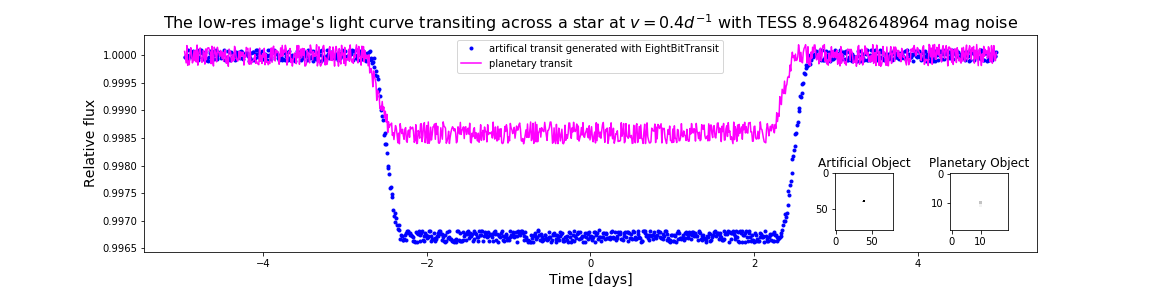 The low-res image's light curve transiting across a star at v = 0.4d⁻¹ with TESS 8.96482648964 mag noise
Relative flux
1.0000
0.9995
0.9990
0.9985
0.9980
0.9975
0.9970
0.9965
artifical transit generated with EightBitTransit
planetary transit
Artificial Object
0
50
0 50
Planetary Object
0
10
0 10
−4 −2 0 2 4
Time [days]